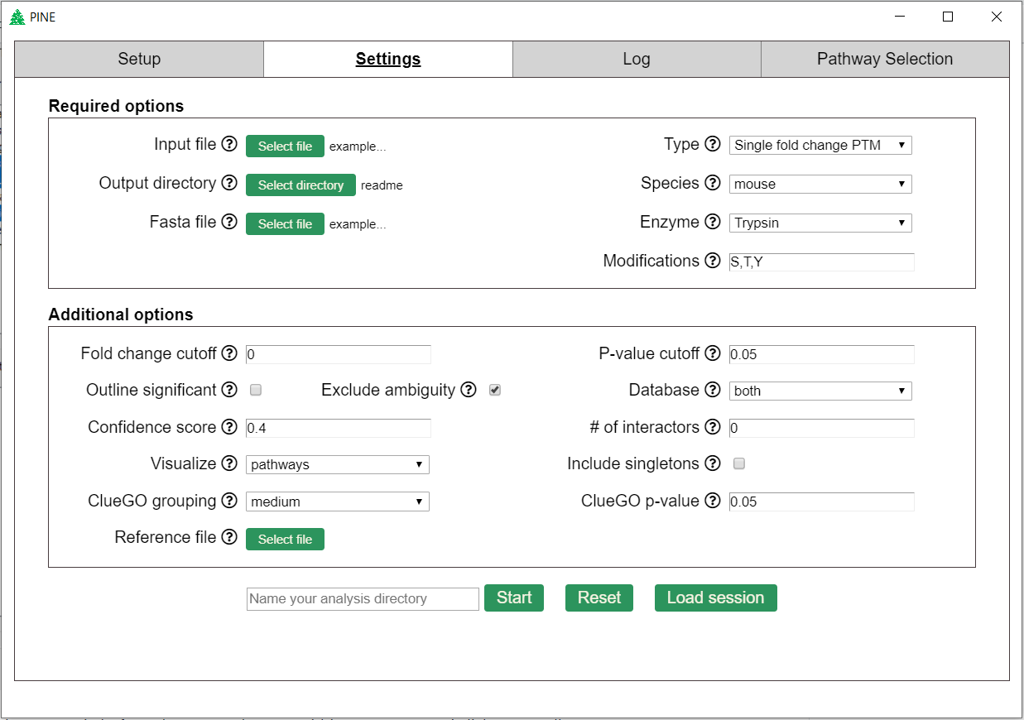 PINE
Setup Settings Log Pathway Selection
Required options
Input file ? Select file example... Type ? Single fold change PTM
Output directory ? Select directory readme Species ? mouse
Fasta file ? Select file example... Enzyme ? Trypsin
Modifications ? S,T,Y
Additional options
Fold change cutoff ? 0 P-value cutoff ? 0.05
Outline significant ? Exclude ambiguity ? Database ? both
Confidence score ? 0.4 # of interactors ? 0
Visualize ? pathways Include singletons ?
ClueGO grouping ? medium ClueGO p-value ? 0.05
Reference file ? Select file
Name your analysis directory Start Reset Load session